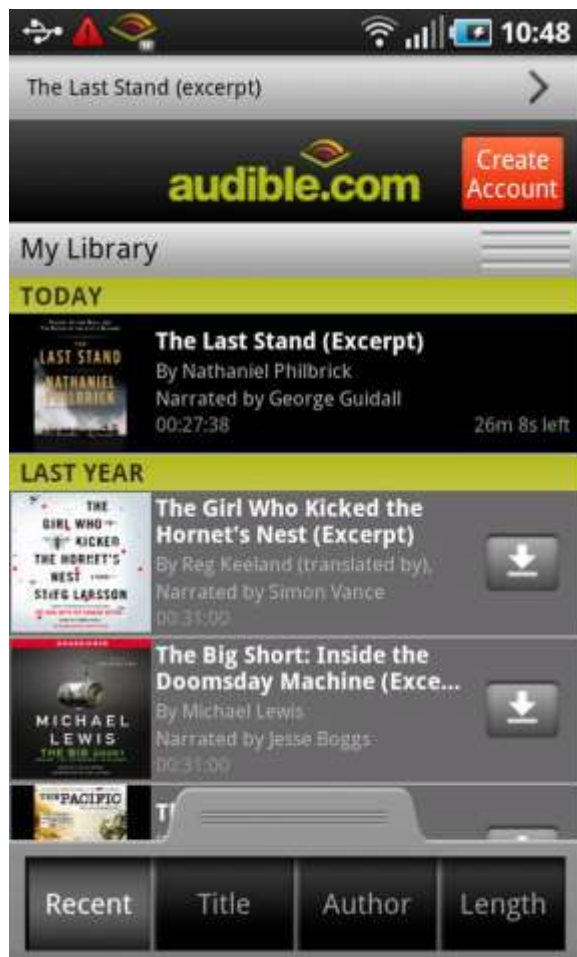 10:48
The Last Stand (excerpt)
audible.com
Create
Account
My Library
TODAY
LAST STAND
NATHANIEL
PHILBRICK
The Last Stand (Excerpt)
By Nathaniel Philbrick
Narrated by George Guidall
00:27:38
26m 8s left
LAST YEAR
THE
GIRL WHO
KICKED
THE HORNET'S
NEST
STIEG LARSSON
The Girl Who Kicked the
Hornet's Nest (Excerpt)
By Reg Keeland (translated by),
Narrated by Simon Vance
00:31:00
MICHAEL
LEWIS
THE BIG SHORT
The Big Short: Inside the
Doomsday Machine (Exce...
By Michael Lewis
Narrated by Jesse Boggs
00:31:00
THE PACIFIC
Recent
Title
Author
Length